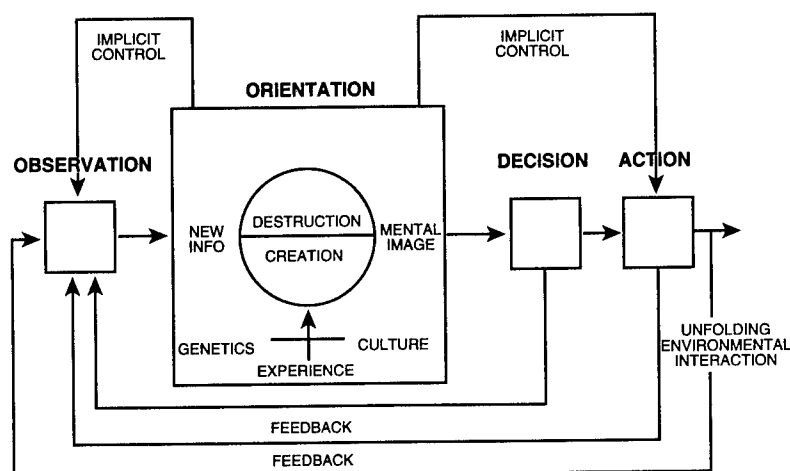 IMPLICIT
CONTROL
IMPLICIT
CONTROL
ORIENTATION
OBSERVATION
DECISION
ACTION
NEW
INFO
DESTRUCTION
CREATION
MENTAL
IMAGE
GENETICS
CULTURE
EXPERIENCE
UNFOLDING
ENVIRONMENTAL
INTERACTION
FEEDBACK
FEEDBACK